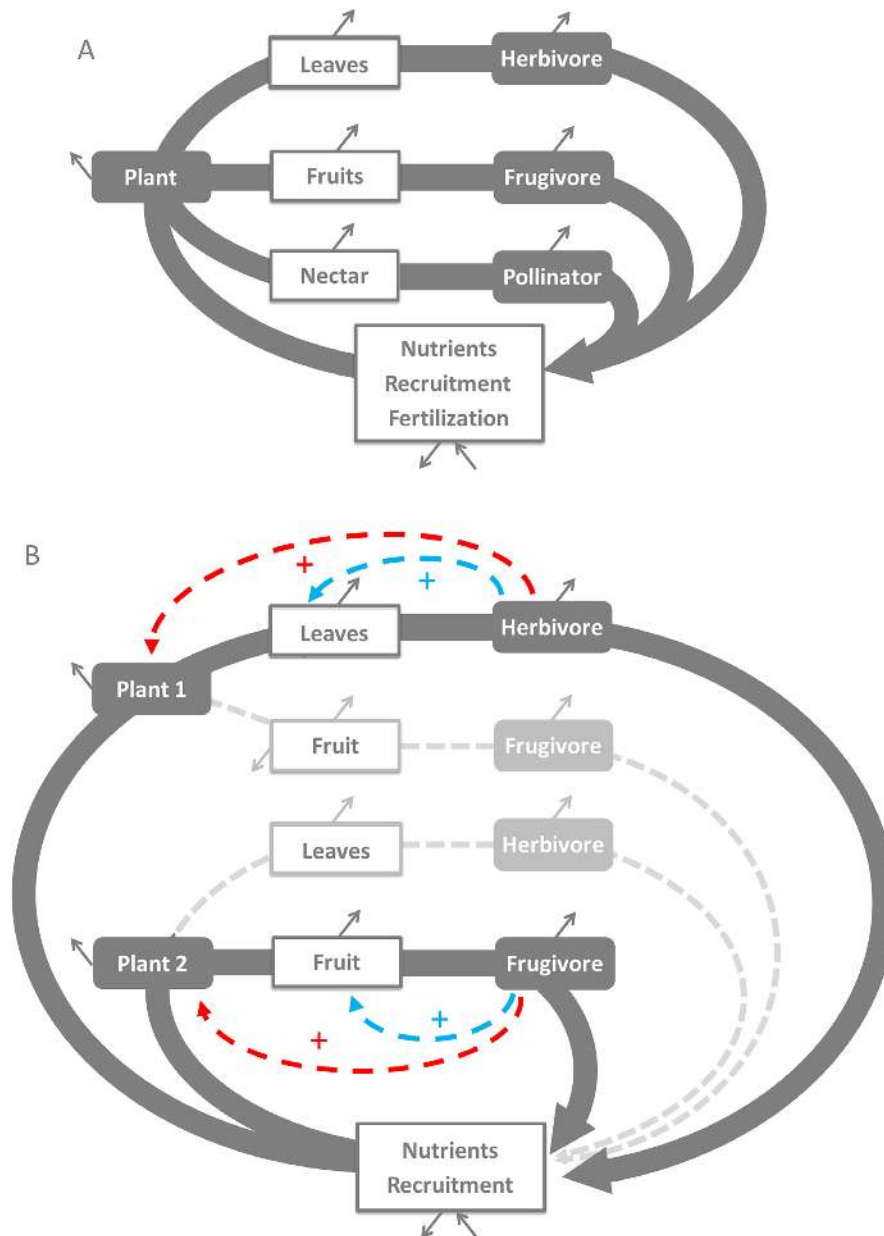 A
Leaves
Herbivore
Plant
Fruits
Frugivore
Nectar
Pollinator
Nutrients
Recruitment
Fertilization
B
+
+
Leaves
Herbivore
Plant 1
Fruit
Frugivore
Leaves
Herbivore
Plant 2
Fruit
Frugivore
+
+
Nutrients
Recruitment